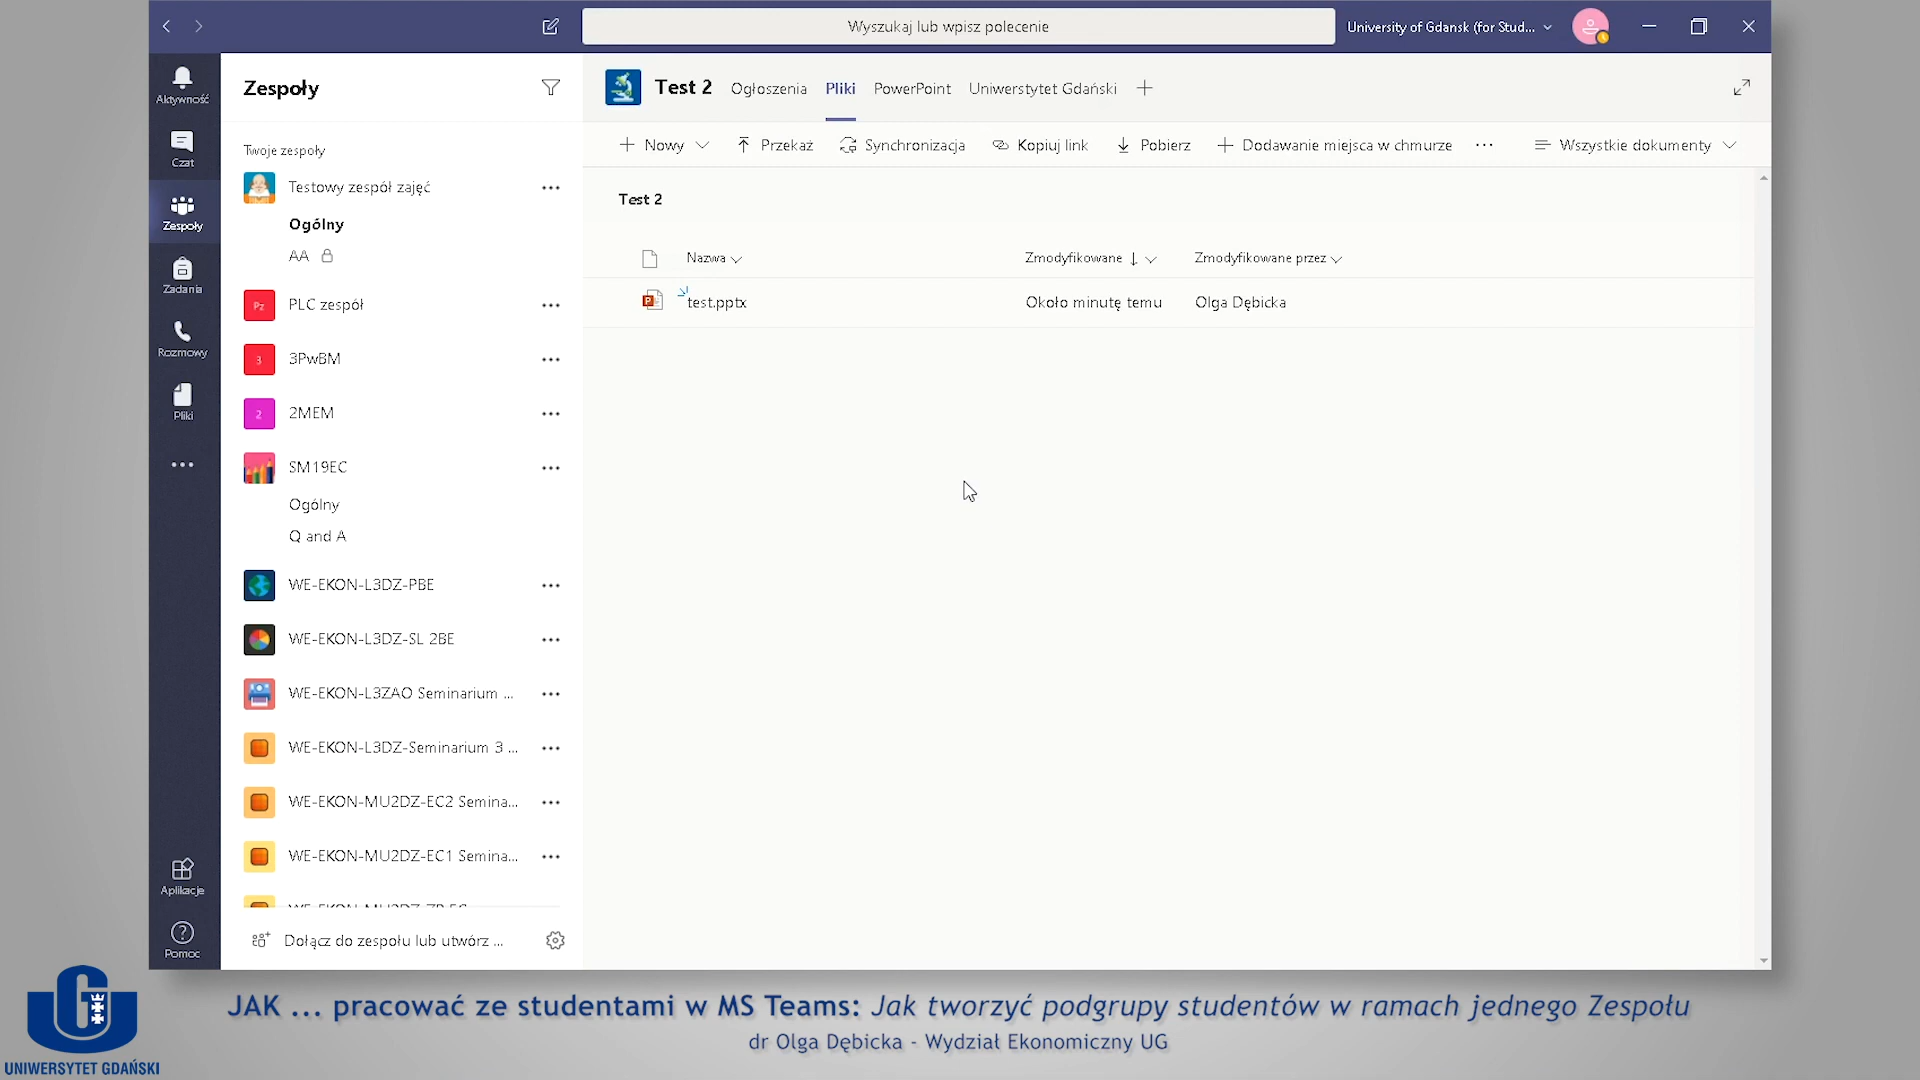 Wyszukaj lub wpisz polecenie
University of Gdansk (for Stud...
Aktywność
Czat
Zespoły
Zadania
Rozmowy
Pliki
Aplikacje
Pomoc
Zespoły
Twoje zespoły
Testowy zespół zajęć
Ogólny
AA
Pz PLC zespół
3 3PwBM
2 2MEM
SM19EC
Ogólny
Q and A
WE-EKON-L3DZ-PBE
WE-EKON-L3DZ-SL 2BE
WE-EKON-L3ZAO Seminarium ...
WE-EKON-L3DZ-Seminarium 3 ...
WE-EKON-MU2DZ-EC2 Semina...
WE-EKON-MU2DZ-EC1 Semina...
Dołącz do zespołu lub utwórz ...
Test 2 Ogłoszenia Pliki PowerPoint Uniwerstytet Gdański
Nowy Przekaż Synchronizacja Kopiuj link Pobierz Dodawanie miejsca w chmurze ... Wszystkie dokumenty
Test 2
Nazwa Zmodyfikowane Zmodyfikowane przez
test.pptx Około minutę temu Olga Dębicka
JAK ... pracować ze studentami w MS Teams: Jak tworzyć podgrupy studentów w ramach jednego Zespołu
dr Olga Dębicka - Wydział Ekonomiczny UG
UNIWERSYTET GDAŃSKI